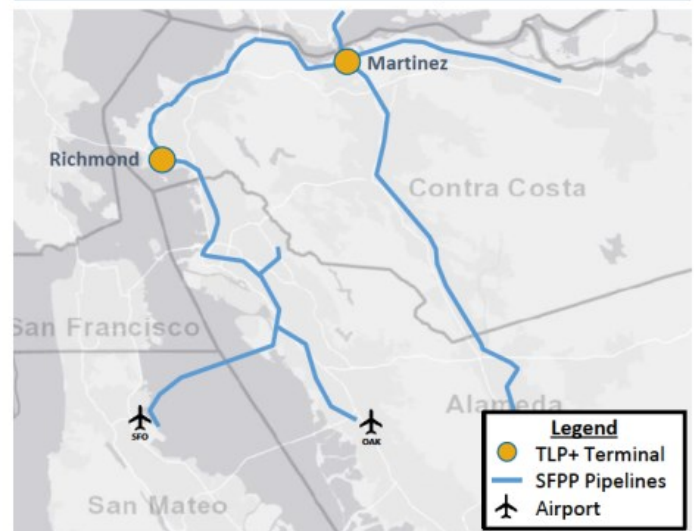 Martinez
Richmond
Contra Costa
San Francisco
Alameda
SFO
OAK
San Mateo
Legend
TLP+ Terminal
SFPP Pipelines
Airport